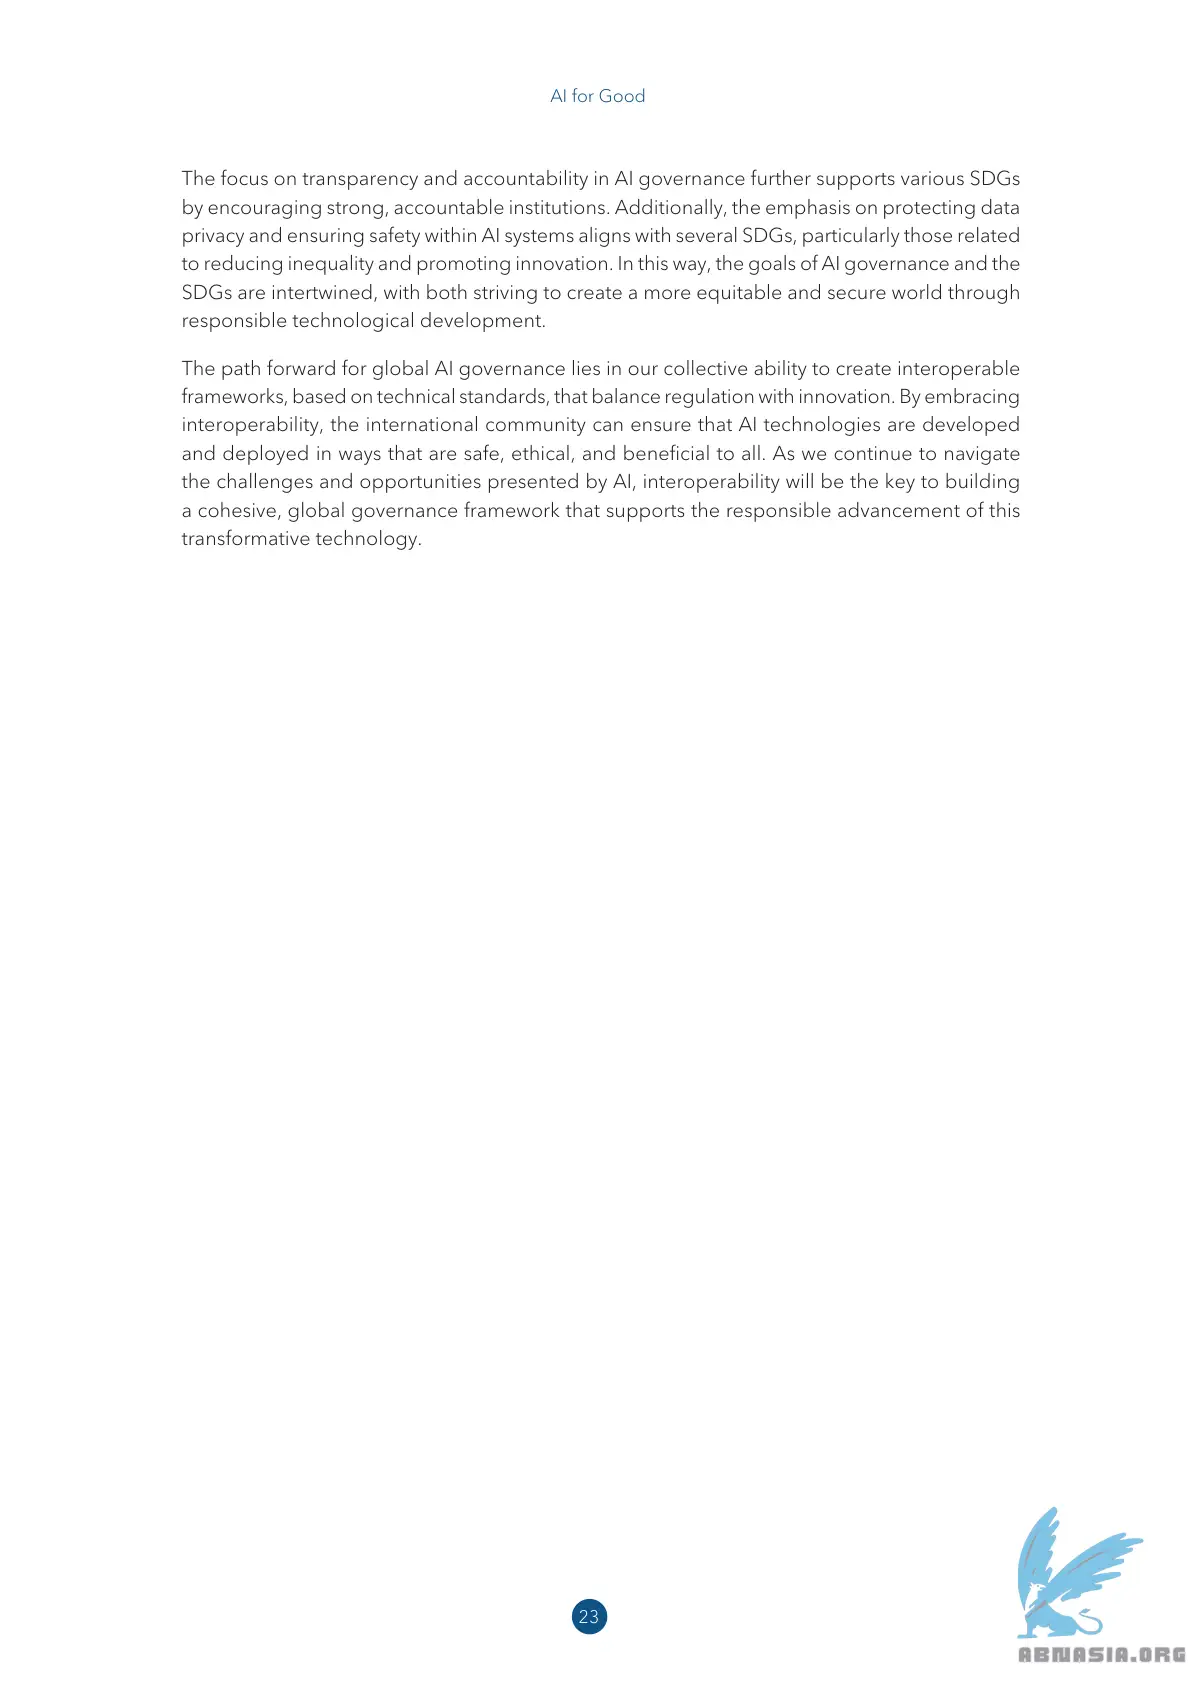 AI for Good
The focus on transparency and accountability in AI governance further supports various SDGs
by encouraging strong, accountable institutions. Additionally, the emphasis on protecting data
privacy and ensuring safety within AI systems aligns with several SDGs, particularly those related
to reducing inequality and promoting innovation. In this way, the goals of AI governance and the
SDGs are intertwined, with both striving to create a more equitable and secure world through
responsible technological development.
The path forward for global AI governance lies in our collective ability to create interoperable
frameworks, based on technical standards, that balance regulation with innovation. By embracing
interoperability, the international community can ensure that AI technologies are developed
and deployed in ways that are safe, ethical, and beneficial to all. As we continue to navigate
the challenges and opportunities presented by AI, interoperability will be the key to building
a cohesive, global governance framework that supports the responsible advancement of this
transformative technology.
23
ABNASIA.ORG